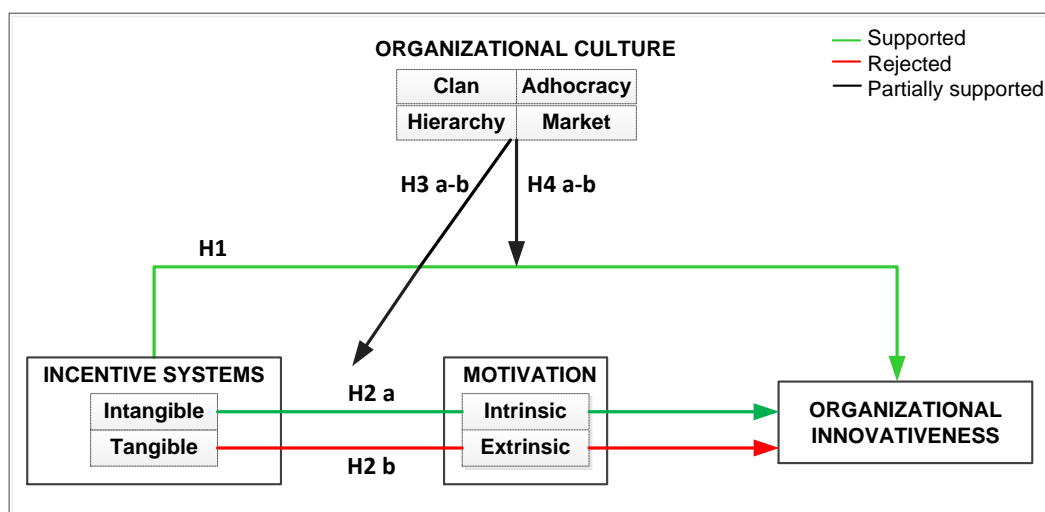 ORGANIZATIONAL CULTURE
Clan Adhocracy
Hierarchy Market
Supported
Rejected
Partially supported
H3 a-b H4 a-b
H1
INCENTIVE SYSTEMS
Intangible
Tangible
H2 a
H2 b
MOTIVATION
Intrinsic
Extrinsic
ORGANIZATIONAL
INNOVATIVENESS